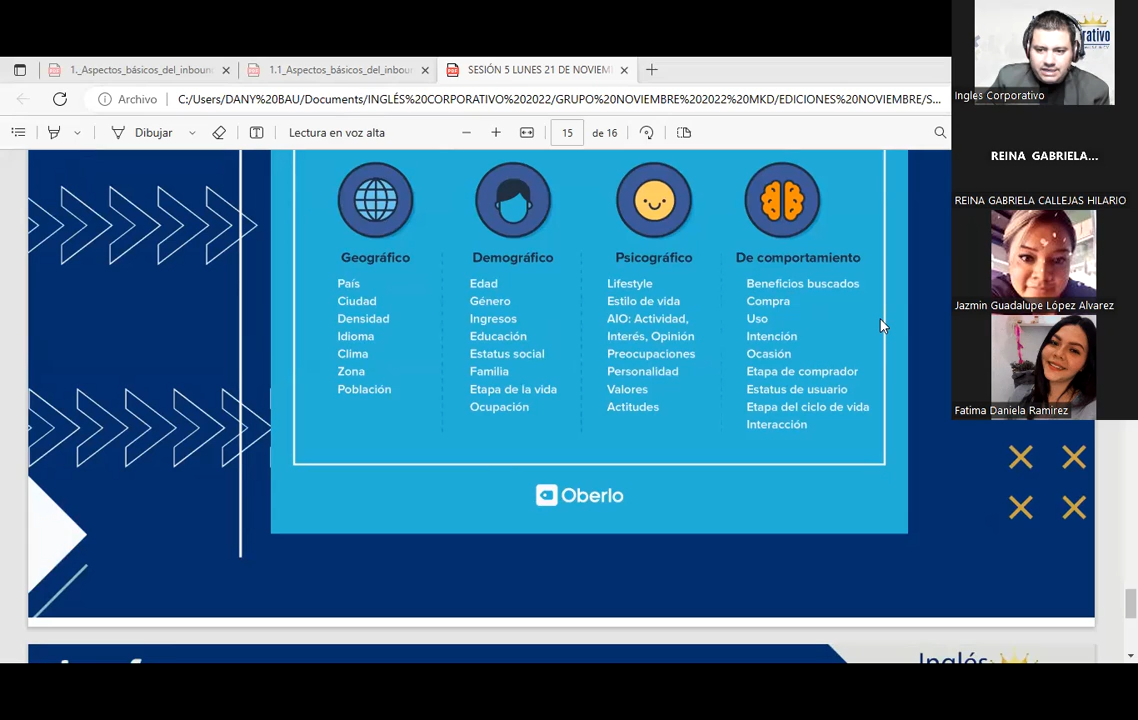 1._Aspectos_básicos_del_inboun
1.1_Aspectos_básicos_del_inbou
SESIÓN 5 LUNES 21 DE NOVIEM
Archivo
C:/Users/DANY%20BAU/Documents/INGLÉS%20CORPORATIVO%202022/GRUPO%20NOVIEMBRE%202022%20MKD/EDICIONES%20NOVIEMBRE/S...
Dibujar
Lectura en voz alta
15 de 16
Geográfico
País
Ciudad
Densidad
Idioma
Clima
Zona
Población
Demográfico
Edad
Género
Ingresos
Educación
Estatus social
Familia
Etapa de la vida
Ocupación
Psicográfico
Lifestyle
Estilo de vida
AIO: Actividad,
Interés, Opinión
Preocupaciones
Personalidad
Valores
Actitudes
De comportamiento
Beneficios buscados
Compra
Uso
Intención
Ocasión
Etapa de comprador
Estatus de usuario
Etapa del ciclo de vida
Interacción
Oberlo
Inglés
rativo
Ingles Corporativo
REINA GABRIELA...
REINA GABRIELA CALLEJAS HILARIO
Jazmín Guadalupe López Alvarez
Fatima Daniela Ramirez